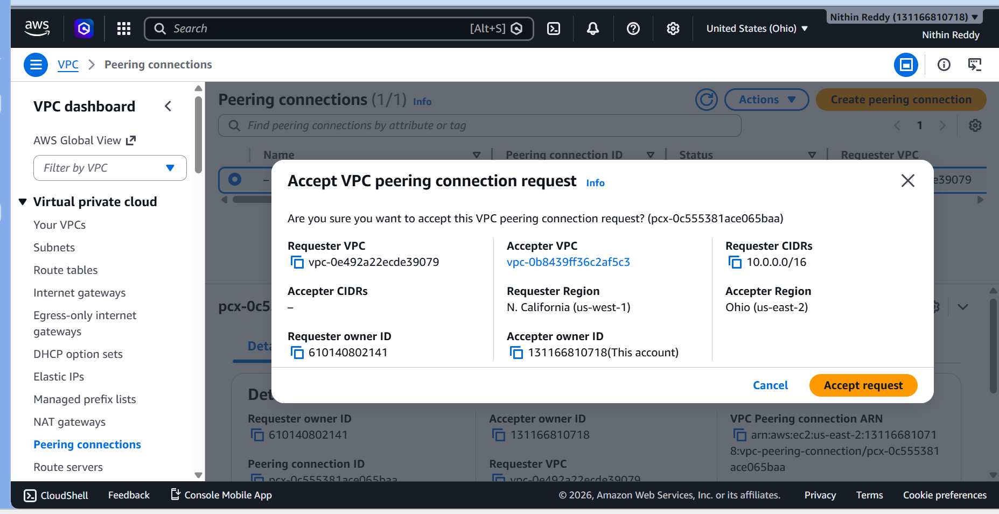 aws
Search
[Alt+S]
United States (Ohio)
Nithin Reddy (131166810718)
Nithin Reddy
VPC
Peering connections
VPC dashboard
AWS Global View
Filter by VPC
Virtual private cloud
Your VPCs
Subnets
Route tables
Internet gateways
Egress-only internet
gateways
DHCP option sets
Elastic IPs
Managed prefix lists
NAT gateways
Peering connections
Route servers
Peering connections (1/1) Info
Actions
Create peering connection
Find peering connections by attribute or tag
1
Name
Peering connection ID
Status
Requester VPC
–
e39079
Accept VPC peering connection request Info
Are you sure you want to accept this VPC peering connection request? (pcx-0c555381ace065baa)
Requester VPC
vpc-0e492a22ecde39079
Accepter VPC
vpc-0b8439ff36c2af5c3
Requester CIDRs
10.0.0.0/16
Accepter CIDRs
–
Requester Region
N. California (us-west-1)
Accepter Region
Ohio (us-east-2)
Requester owner ID
610140802141
Accepter owner ID
131166810718(This account)
Cancel
Accept request
pcx-0c5
Deta
Det
Requester owner ID
610140802141
Accepter owner ID
131166810718
VPC Peering connection ARN
arn:aws:ec2:us-east-2:13116681071
8:vpc-peering-connection/pcx-0c555381
ace065baa
Peering connection ID
pcx-0c555381ace065baa
Requester VPC
vpc-0e492a22ecde39079
CloudShell
Feedback
Console Mobile App
© 2026, Amazon Web Services, Inc. or its affiliates.
Privacy
Terms
Cookie preferences